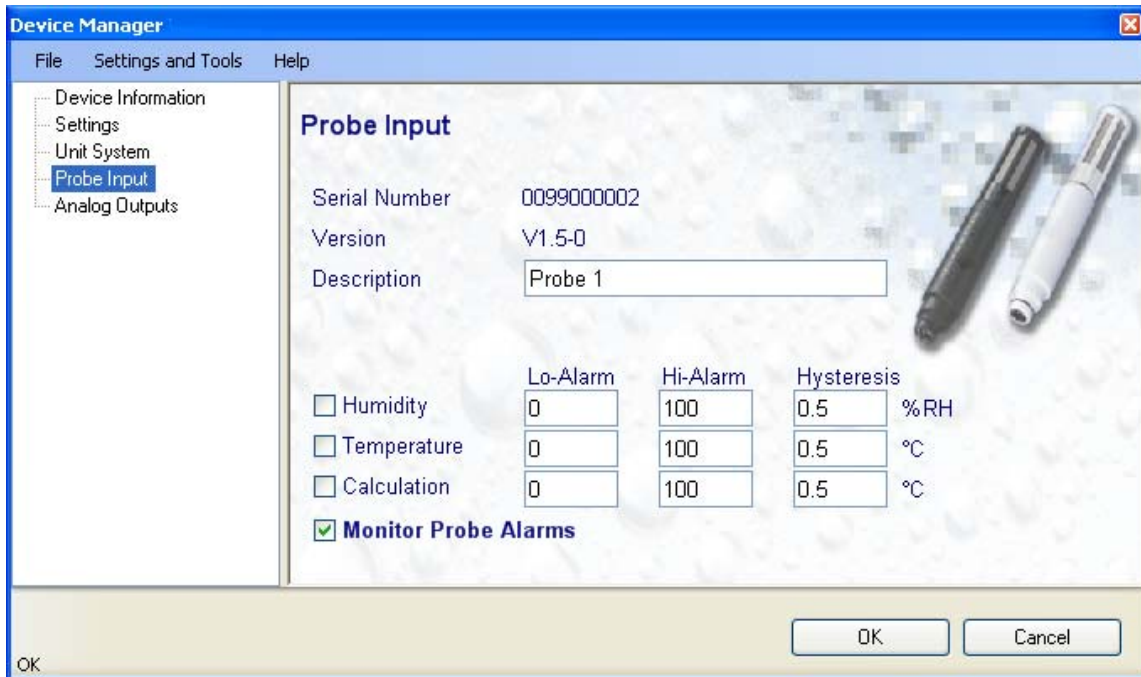 Device Manager
File Settings and Tools Help
Device Information
Settings
Unit System
Probe Input
Analog Outputs
Probe Input
Serial Number 0099000002
Version V1.5-0
Description Probe 1
Lo-Alarm Hi-Alarm Hysteresis
Humidity 0 100 0.5 %RH
Temperature 0 100 0.5 °C
Calculation 0 100 0.5 °C
Monitor Probe Alarms
OK Cancel
OK